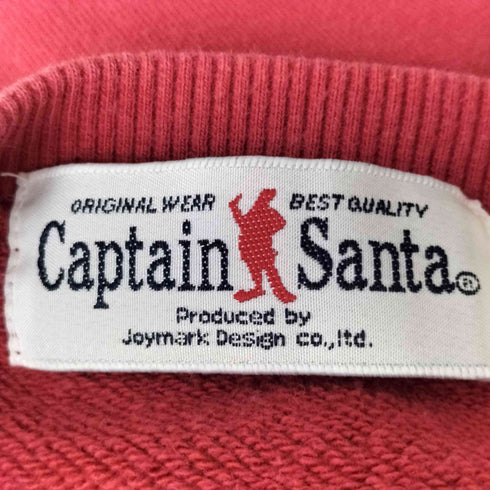 ORIGINAL WEAR BEST QUALITY
Captain Santa®
Produced by
Joymark Design co.,ltd.